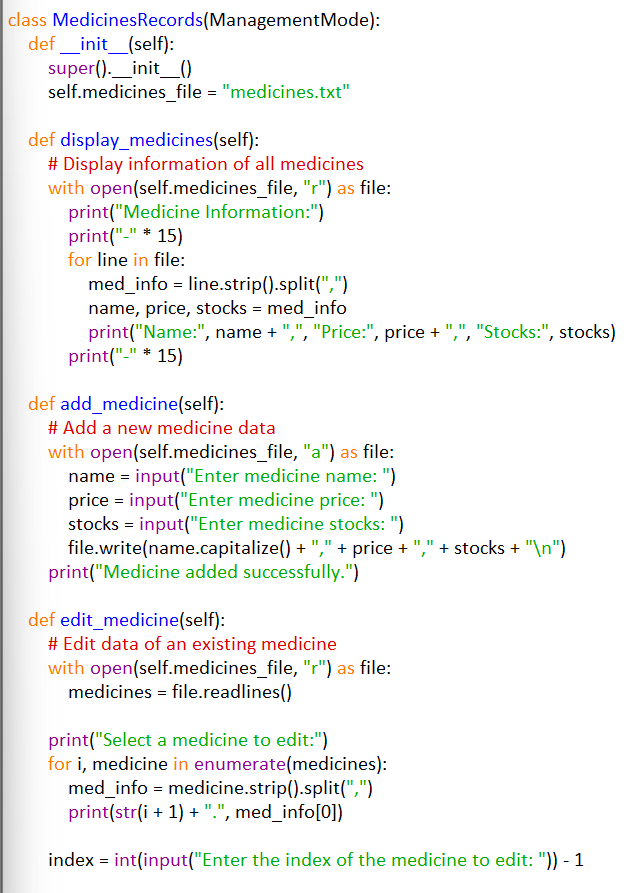 class MedicinesRecords(ManagementMode):
    def __init__(self):
        super().__init__()
        self.medicines_file = "medicines.txt"

    def display_medicines(self):
        # Display information of all medicines
        with open(self.medicines_file, "r") as file:
            print("Medicine Information:")
            print("-" * 15)
            for line in file:
                med_info = line.strip().split(",")
                name, price, stocks = med_info
                print("Name:", name + ",", "Price:", price + ",", "Stocks:", stocks)
            print("-" * 15)

    def add_medicine(self):
        # Add a new medicine data
        with open(self.medicines_file, "a") as file:
            name = input("Enter medicine name: ")
            price = input("Enter medicine price: ")
            stocks = input("Enter medicine stocks: ")
            file.write(name.capitalize() + "," + price + "," + stocks + "\n")
        print("Medicine added successfully.")

    def edit_medicine(self):
        # Edit data of an existing medicine
        with open(self.medicines_file, "r") as file:
            medicines = file.readlines()

        print("Select a medicine to edit:")
        for i, medicine in enumerate(medicines):
            med_info = medicine.strip().split(",")
            print(str(i + 1) + ".", med_info[0])

        index = int(input("Enter the index of the medicine to edit: ")) - 1